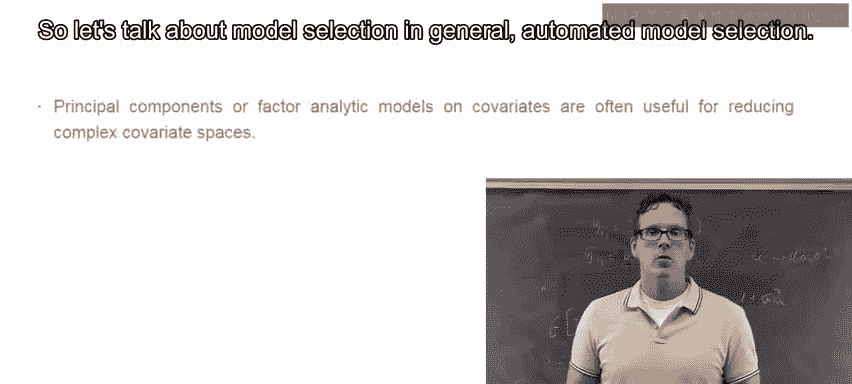 So let's talk about model selection in general, automated model selection.
· Principal components or factor analytic models on covariates are often useful for reducing
complex covariate spaces.